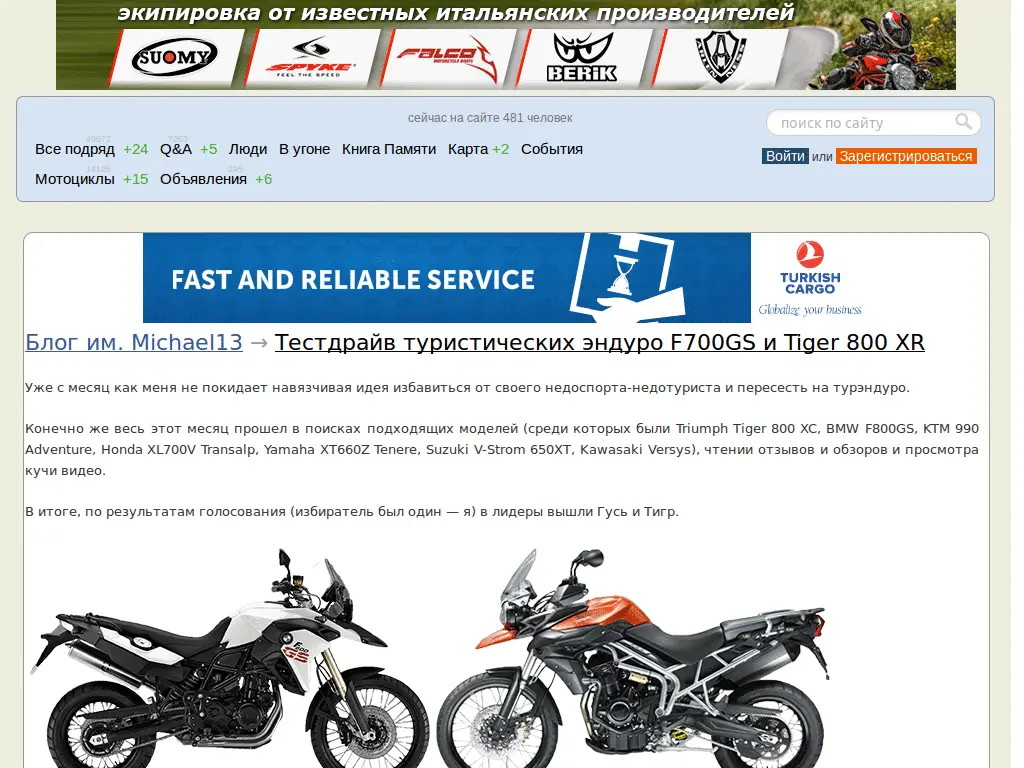 экипировка от известных итальянских производителей
SUOMY
SPYKE
FEEL THE SPEED
FALCO
MOTORCYCLE BOOTS
BERIK
ARLEN NESS
сейчас на сайте 481 человек
поиск по сайту
49672 7263
Все подряд +24 Q&A +5 Люди В угоне Книга Памяти Карта +2 События
Войти или Зарегистрироваться
Мотоциклы +15 Объявления +6
FAST AND RELIABLE SERVICE
TURKISH
CARGO
Globalize your business
Блог им. Michael13 → Тестдрайв туристических эндуро F700GS и Tiger 800 XR
Уже с месяц как меня не покидает навязчивая идея избавиться от своего недоспорта-недотуриста и пересесть на турэндуро.
Конечно же весь этот месяц прошел в поисках подходящих моделей (среди которых были Triumph Tiger 800 XC, BMW F800GS, KTM 990
Adventure, Honda XL700V Transalp, Yamaha XT660Z Tenere, Suzuki V-Strom 650XT, Kawasaki Versys), чтении отзывов и обзоров и просмотра
кучи видео.
В итоге, по результатам голосования (избиратель был один — я) в лидеры вышли Гусь и Тигр.
F800
GS